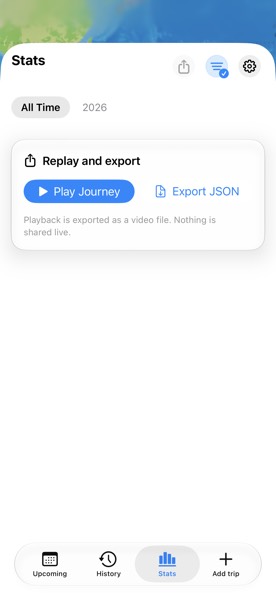 Stats
All Time 2026
Replay and export
Play Journey Export JSON
Playback is exported as a video file. Nothing is
shared live.
Upcoming History Stats Add trip